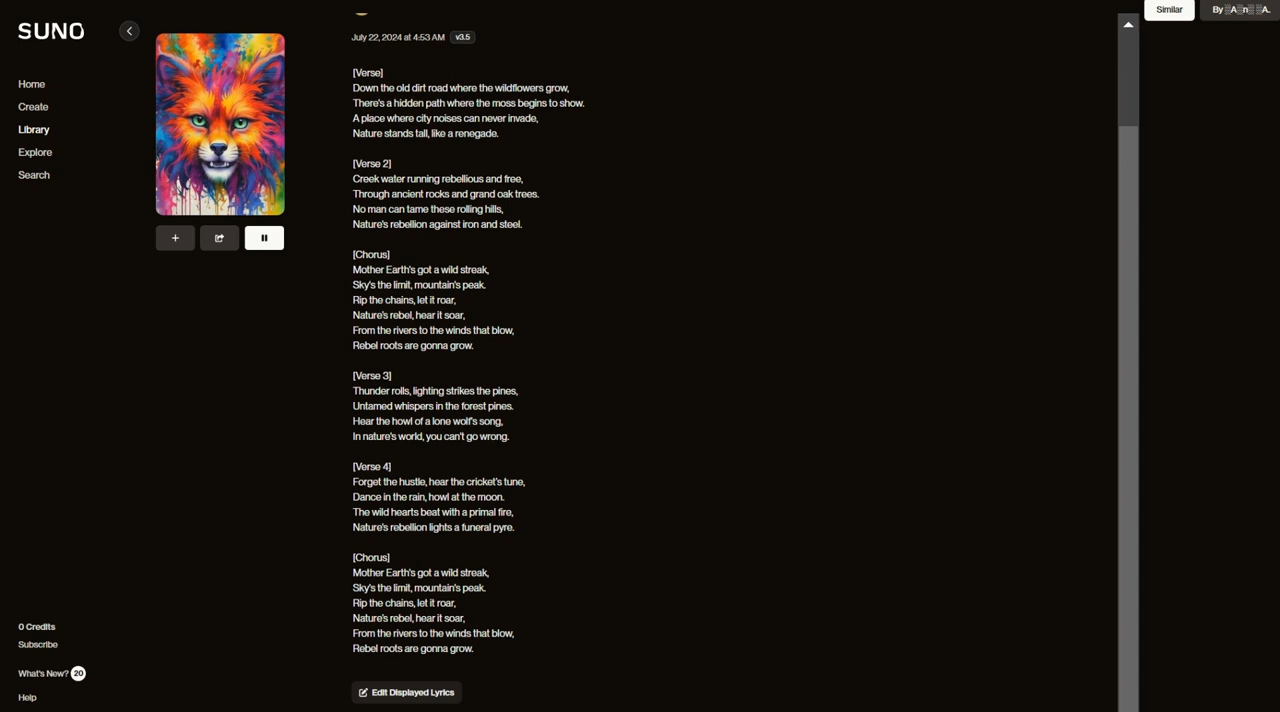 SUNO
Home
Create
Library
Explore
Search
0 Credits
Subscribe
What's New? 20
Help
July 22, 2024 at 4:53 AM v3.5
[Verse]
Down the old dirt road where the wildflowers grow,
There's a hidden path where the moss begins to show.
A place where city noises can never invade,
Nature stands tall, like a renegade.
[Verse 2]
Creek water running rebellious and free,
Through ancient rocks and grand oak trees.
No man can tame these rolling hills,
Nature's rebellion against iron and steel.
[Chorus]
Mother Earth's got a wild streak,
Sky's the limit, mountain's peak.
Rip the chains, let it roar,
Nature's rebel, hear it soar,
From the rivers to the winds that blow,
Rebel roots are gonna grow.
[Verse 3]
Thunder rolls, lighting strikes the pines,
Untamed whispers in the forest pines.
Hear the howl of a lone wolf's song,
In nature's world, you can't go wrong.
[Verse 4]
Forget the hustle, hear the cricket's tune,
Dance in the rain, howl at the moon.
The wild hearts beat with a primal fire,
Nature's rebellion lights a funeral pyre.
[Chorus]
Mother Earth's got a wild streak,
Sky's the limit, mountain's peak.
Rip the chains, let it roar,
Nature's rebel, hear it soar,
From the rivers to the winds that blow,
Rebel roots are gonna grow.
Edit Displayed Lyrics
Similar
By